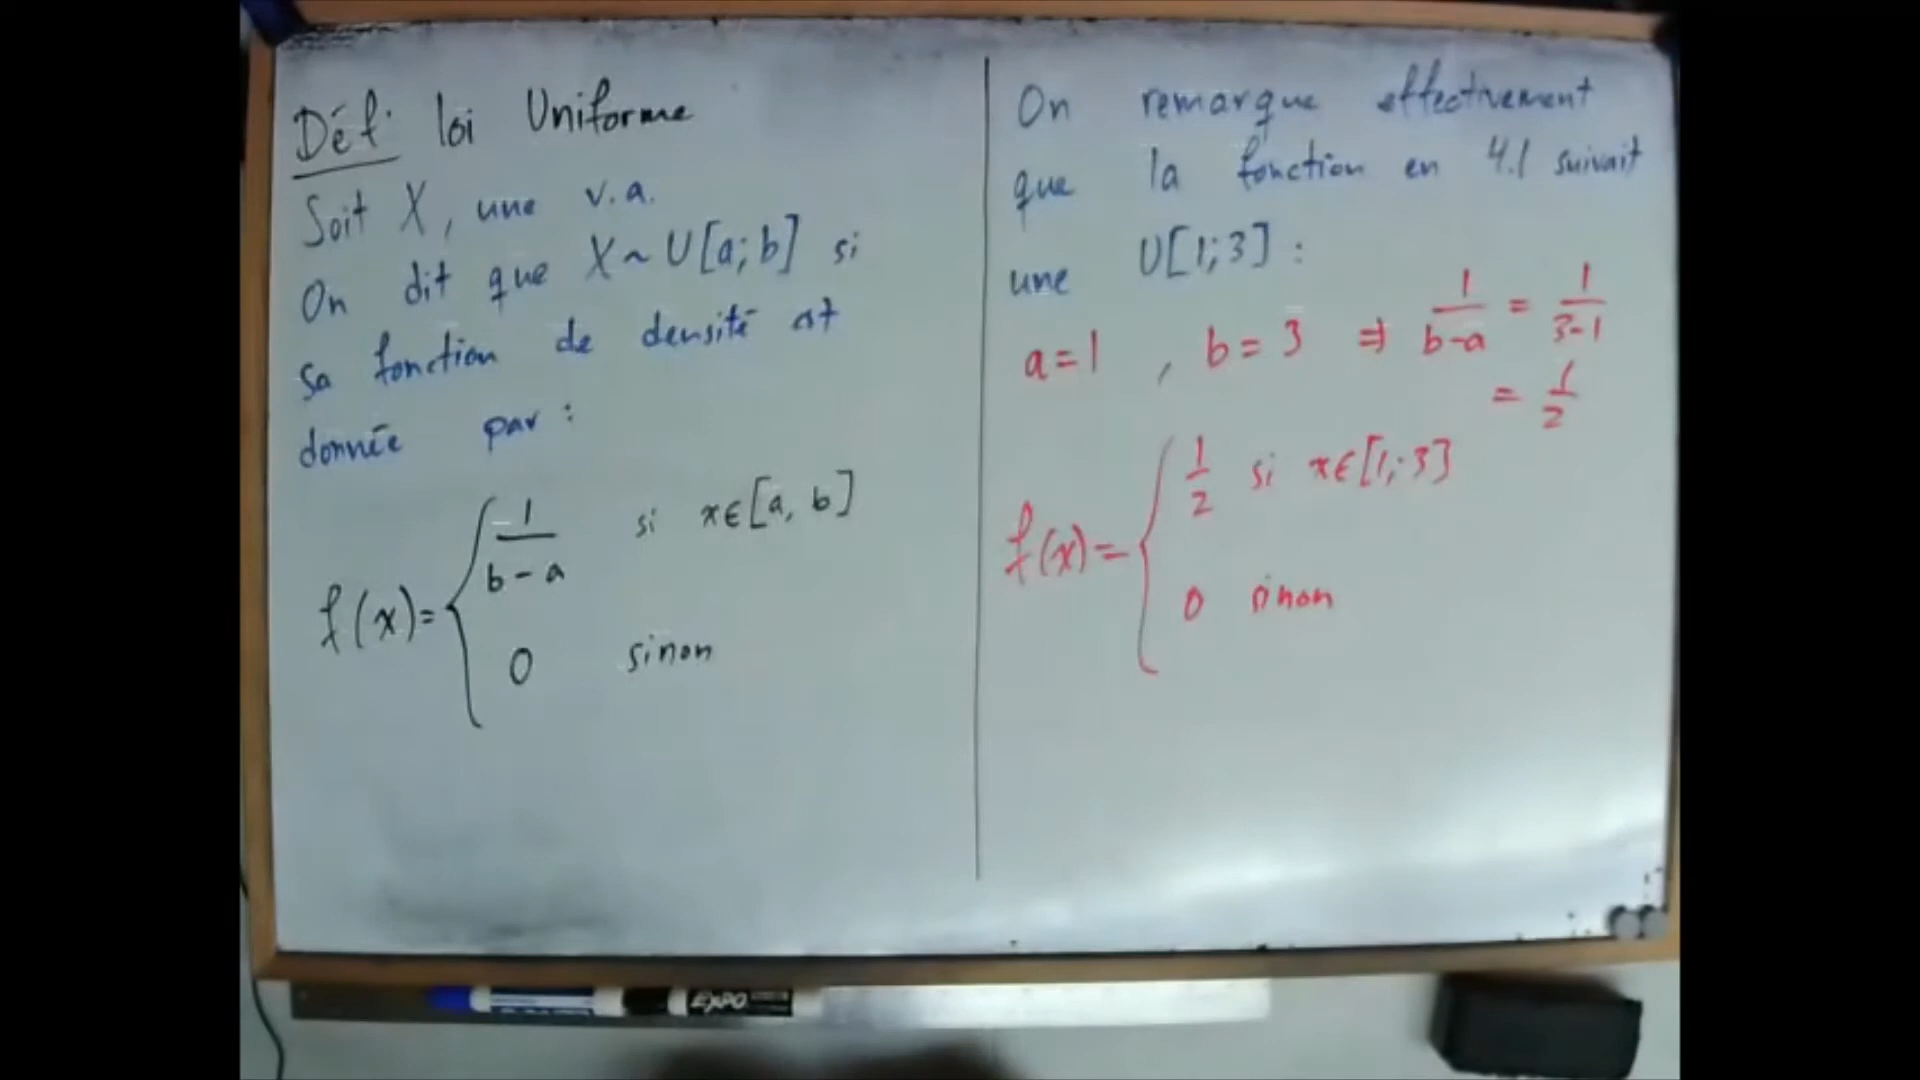 Déf: loi Uniforme
Soit X, une v.a.
On dit que X ~ U[a;b] si
sa fonction de densité est
donnée par :
f(x) = { 1/(b-a) si x∈[a, b]
0 sinon
On remarque effectivement
que la fonction en 4.1 suivait
une U[1;3] :
a=1 , b=3 ⇒ 1/(b-a) = 1/(3-1)
= 1/2
f(x) = { 1/2 si x∈[1;3]
0 sinon
EXPO